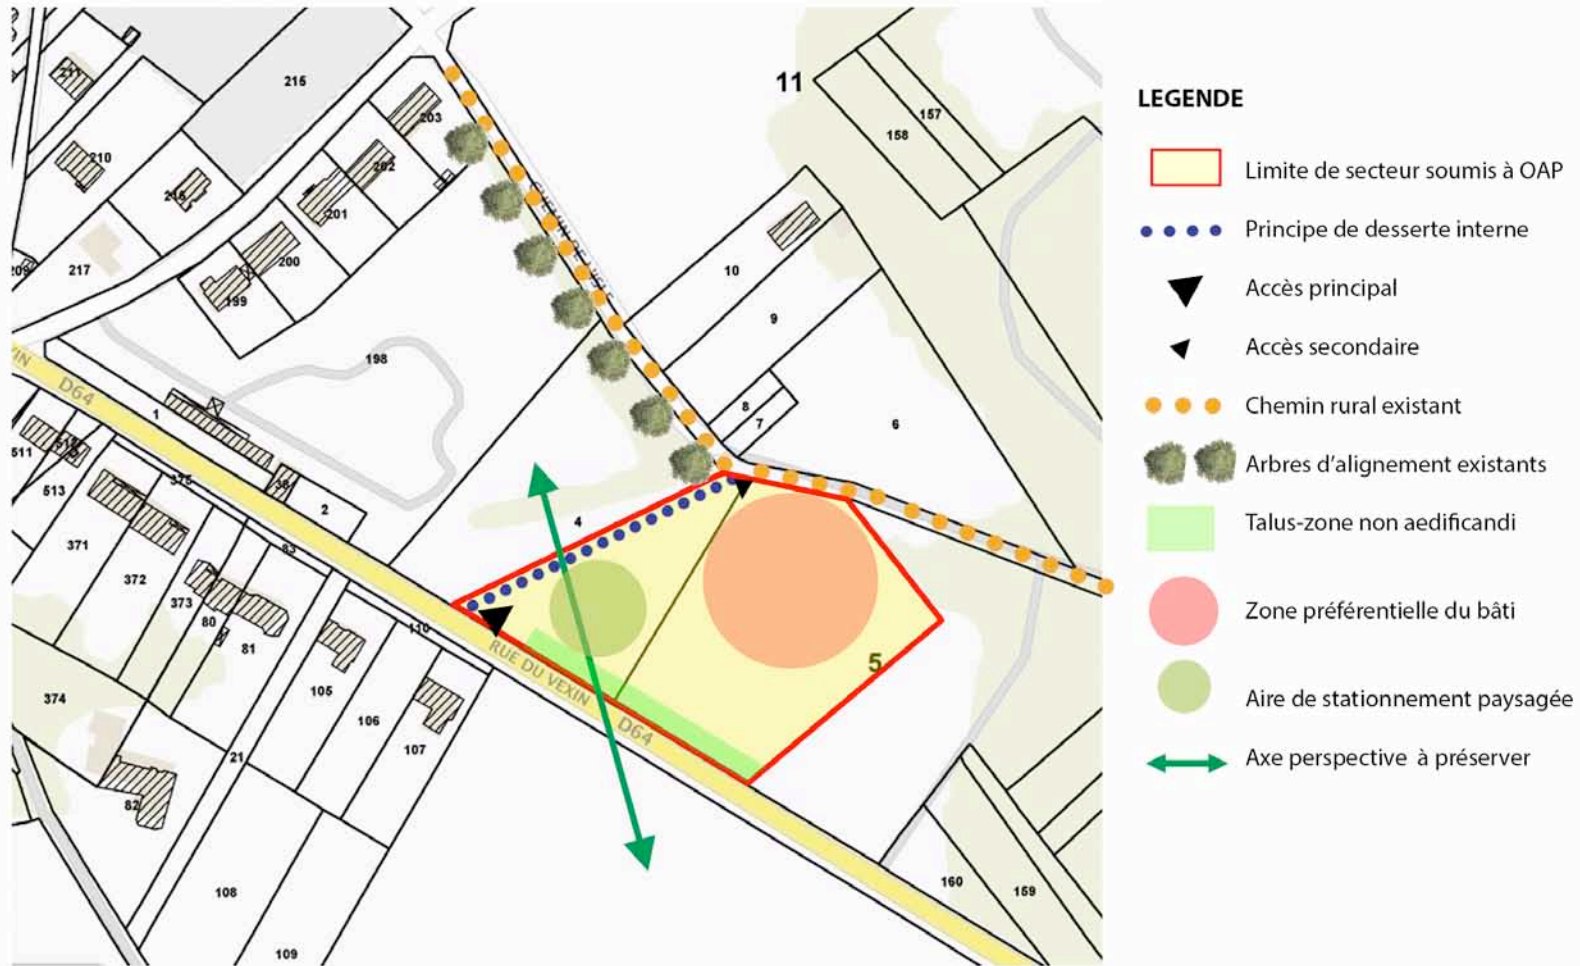 LEGENDE
Limite de secteur soumis à OAP
Principe de desserte interne
Accès principal
Accès secondaire
Chemin rural existant
Arbres d'alignement existants
Talus-zone non aedificandi
Zone préférentielle du bâti
Aire de stationnement paysagée
Axe perspective à préserver
11
215
157
158
203
210
202
201
217
200
199
10
9
198
8
7
6
D64
1
511
513
2
4
371
372
83
373
80
81
110
RUE DU VEXIN
D64
5
374
105
106
107
21
82
108
109
160
159